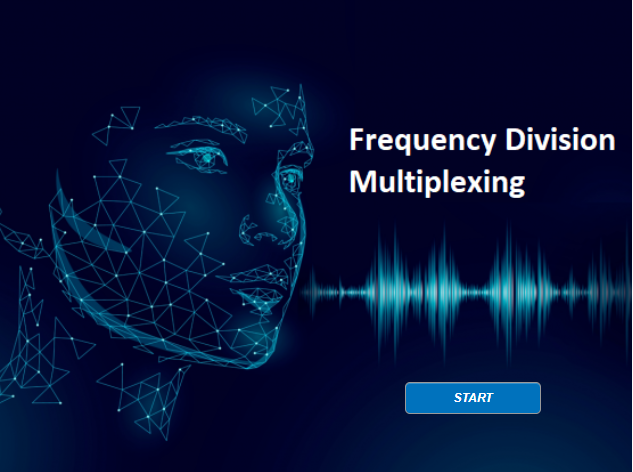 Frequency Division
Multiplexing
START